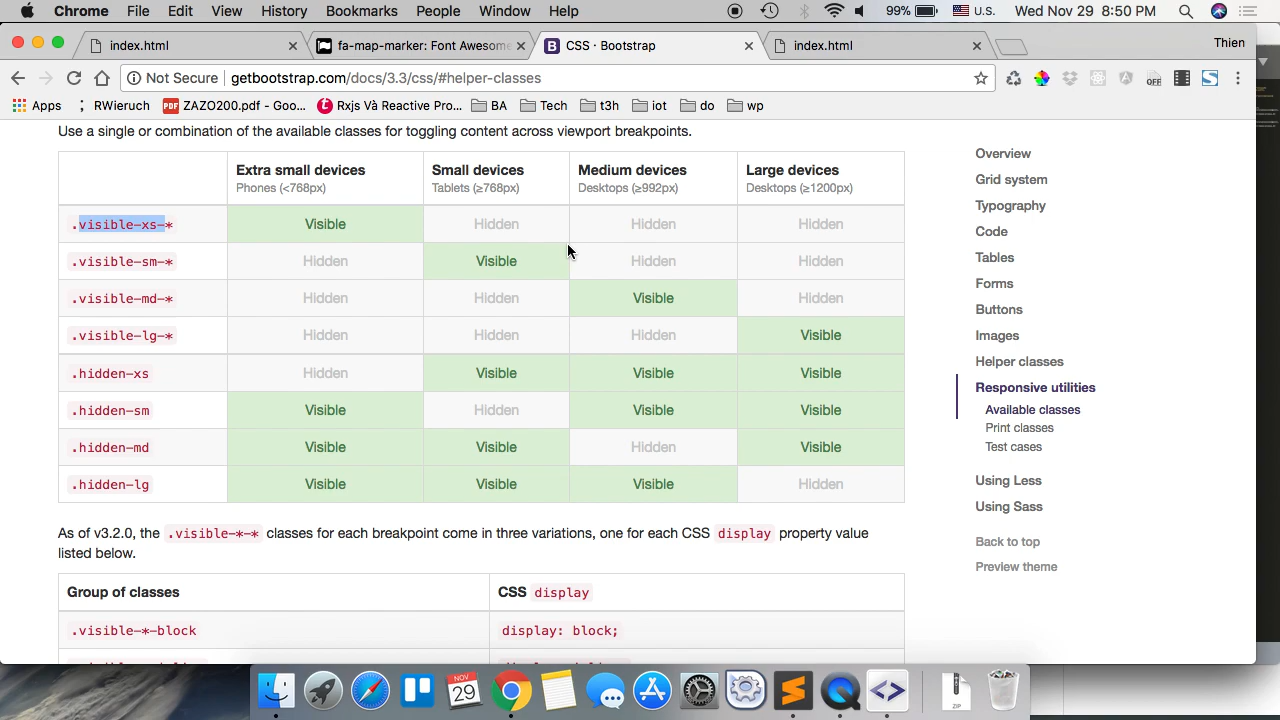 Chrome File Edit View History Bookmarks People Window Help 99% U.S. Wed Nov 29 8:50 PM
index.html fa-map-marker: Font Awesome CSS · Bootstrap index.html Thien
Not Secure getbootstrap.com/docs/3.3/css/#helper-classes OFF
Apps RWieruch ZAZO200.pdf - Goo... Rxjs Và Reactive Pr... BA Tech t3h iot do wp
Use a single or combination of the available classes for toggling content across viewport breakpoints.
Extra small devices Small devices Medium devices Large devices
Phones (<768px) Tablets (≥768px) Desktops (≥992px) Desktops (≥1200px)
.visible-xs-* Visible Hidden Hidden Hidden
.visible-sm-* Hidden Visible Hidden Hidden
.visible-md-* Hidden Hidden Visible Hidden
.visible-lg-* Hidden Hidden Hidden Visible
.hidden-xs Hidden Visible Visible Visible
.hidden-sm Visible Hidden Visible Visible
.hidden-md Visible Visible Hidden Visible
.hidden-lg Visible Visible Visible Hidden
As of v3.2.0, the .visible-*-* classes for each breakpoint come in three variations, one for each CSS display property value
listed below.
Group of classes CSS display
.visible-*-block display: block;
Overview
Grid system
Typography
Code
Tables
Forms
Buttons
Images
Helper classes
Responsive utilities
Available classes
Print classes
Test cases
Using Less
Using Sass
Back to top
Preview theme
NOV
29
ZIP